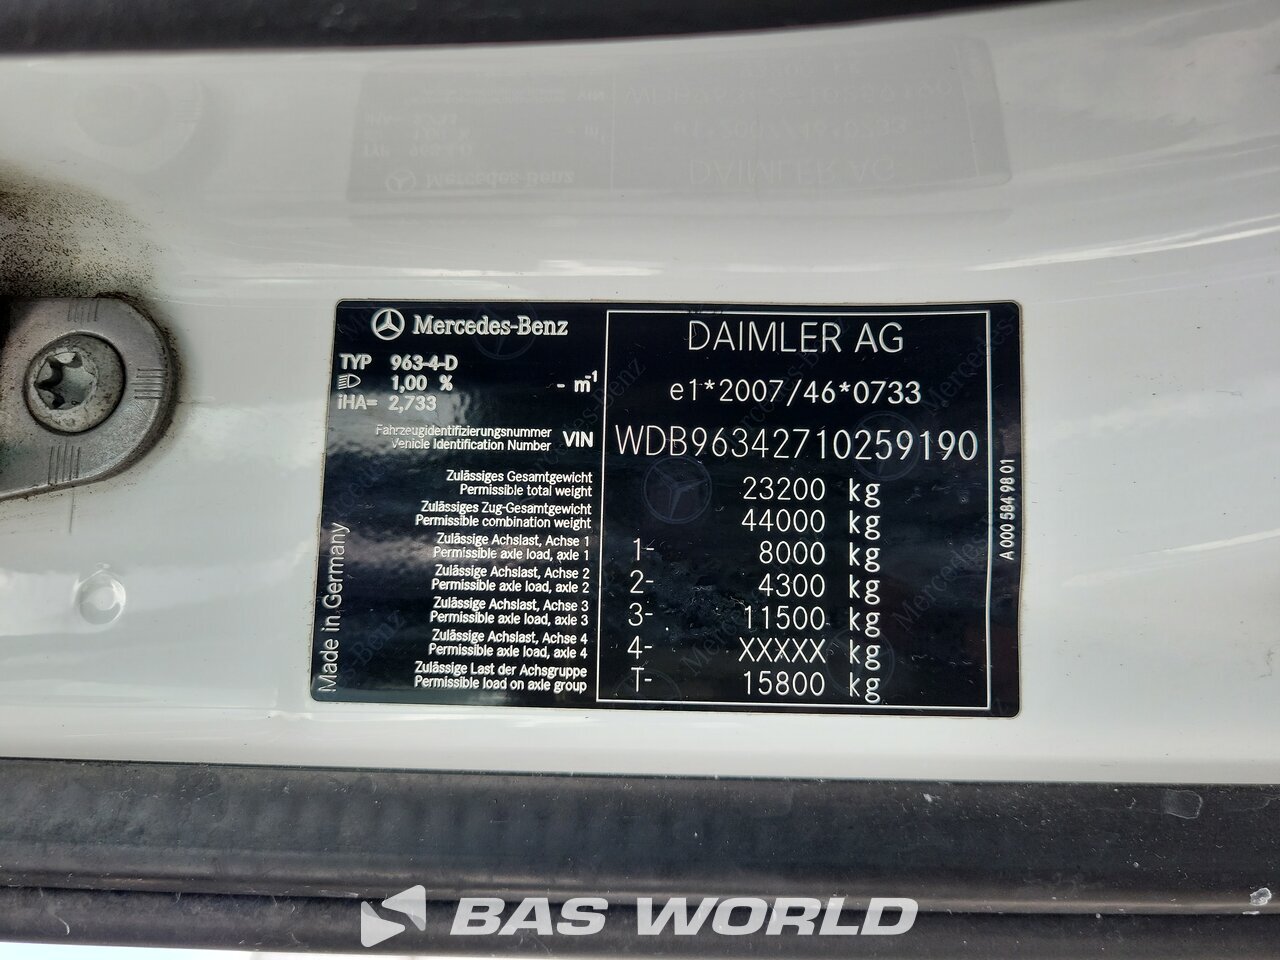 Mercedes-Benz
TYP 963-4-D
1,00 % - m-1
iHA= 2,733
Fahrzeugidentifizierungsnummer
Vehicle Identification Number VIN
Zulässiges Gesamtgewicht
Permissible total weight
Zulässiges Zug-Gesamtgewicht
Permissible combination weight
Zulässige Achslast, Achse 1
Permissible axle load, axle 1
Zulässige Achslast, Achse 2
Permissible axle load, axle 2
Zulässige Achslast, Achse 3
Permissible axle load, axle 3
Zulässige Achslast, Achse 4
Permissible axle load, axle 4
Zulässige Last der Achsgruppe
Permissible load on axle group
Made in Germany
DAIMLER AG
e1*2007/46*0733
WDB96342710259190
23200 kg
44000 kg
1- 8000 kg
2- 4300 kg
3- 11500 kg
4- XXXXX kg
T- 15800 kg
A 000 584 98 01
BAS WORLD